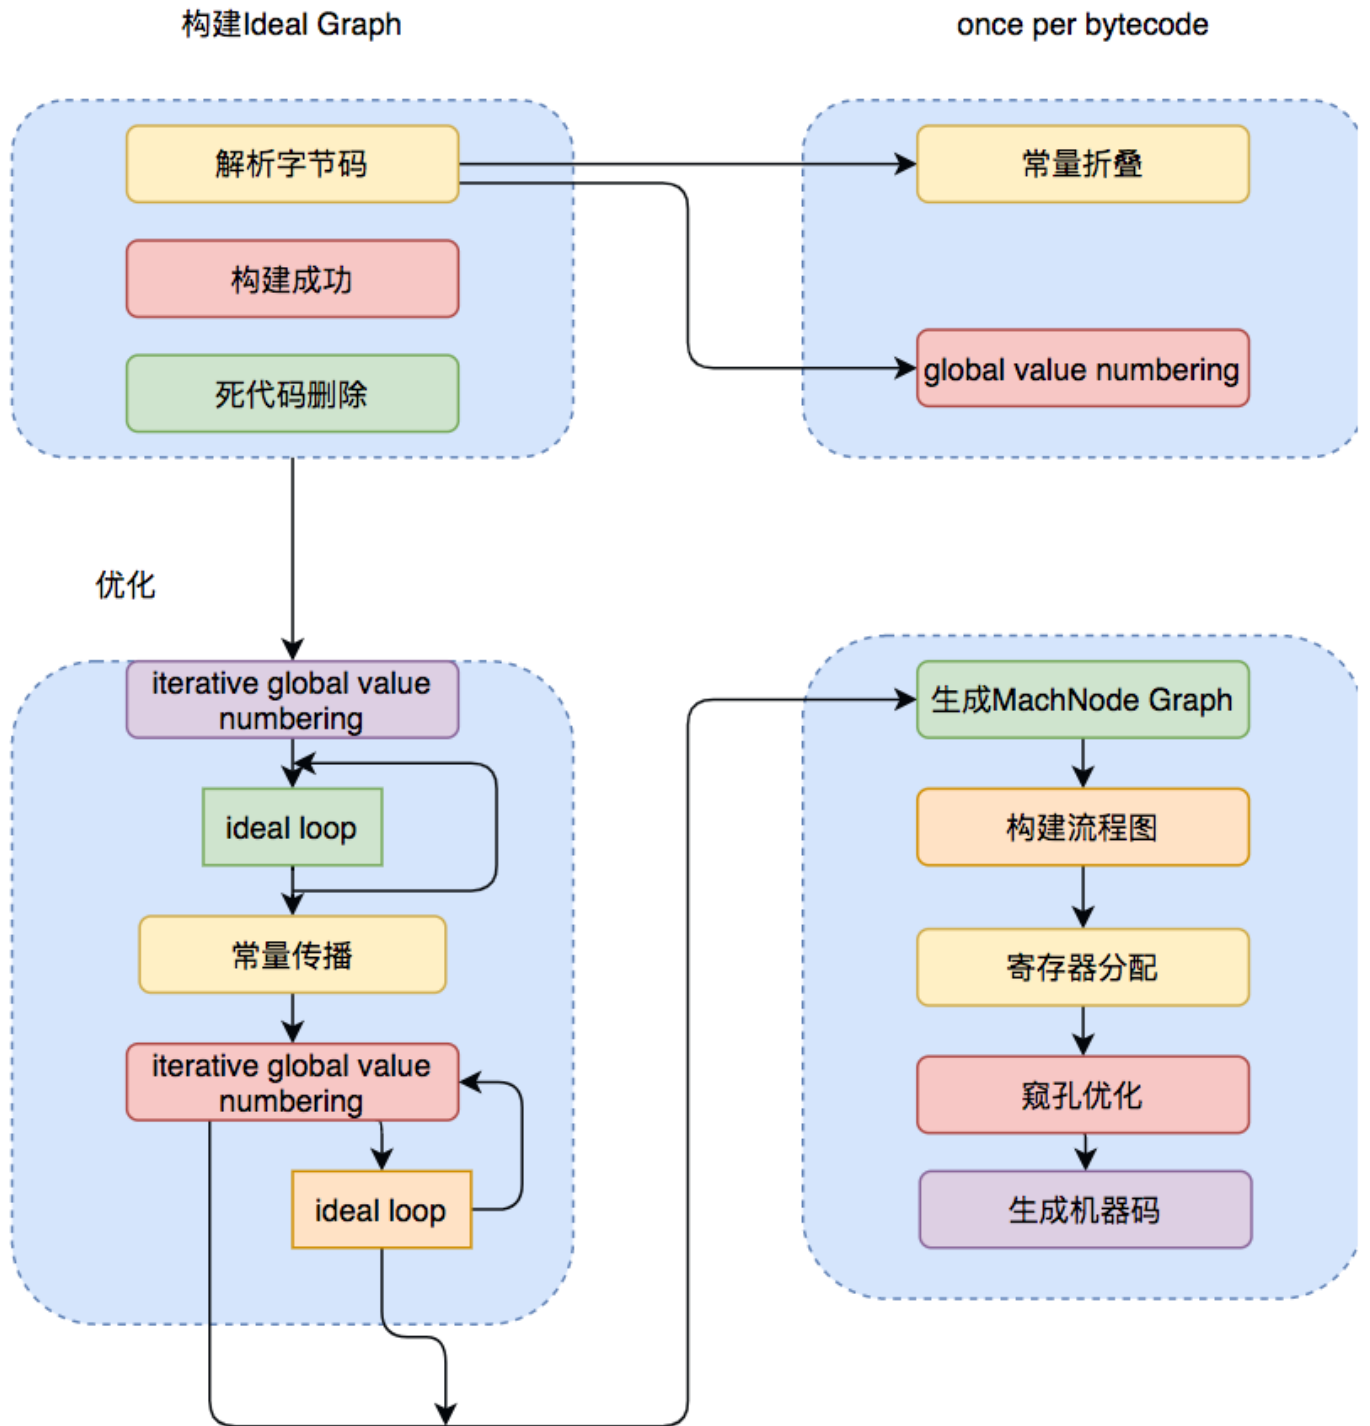 构建Ideal Graph
once per bytecode
解析字节码
常量折叠
构建成功
global value numbering
死代码删除
优化
iterative global value
numbering
ideal loop
常量传播
iterative global value
numbering
ideal loop
生成MachNode Graph
构建流程图
寄存器分配
窥孔优化
生成机器码